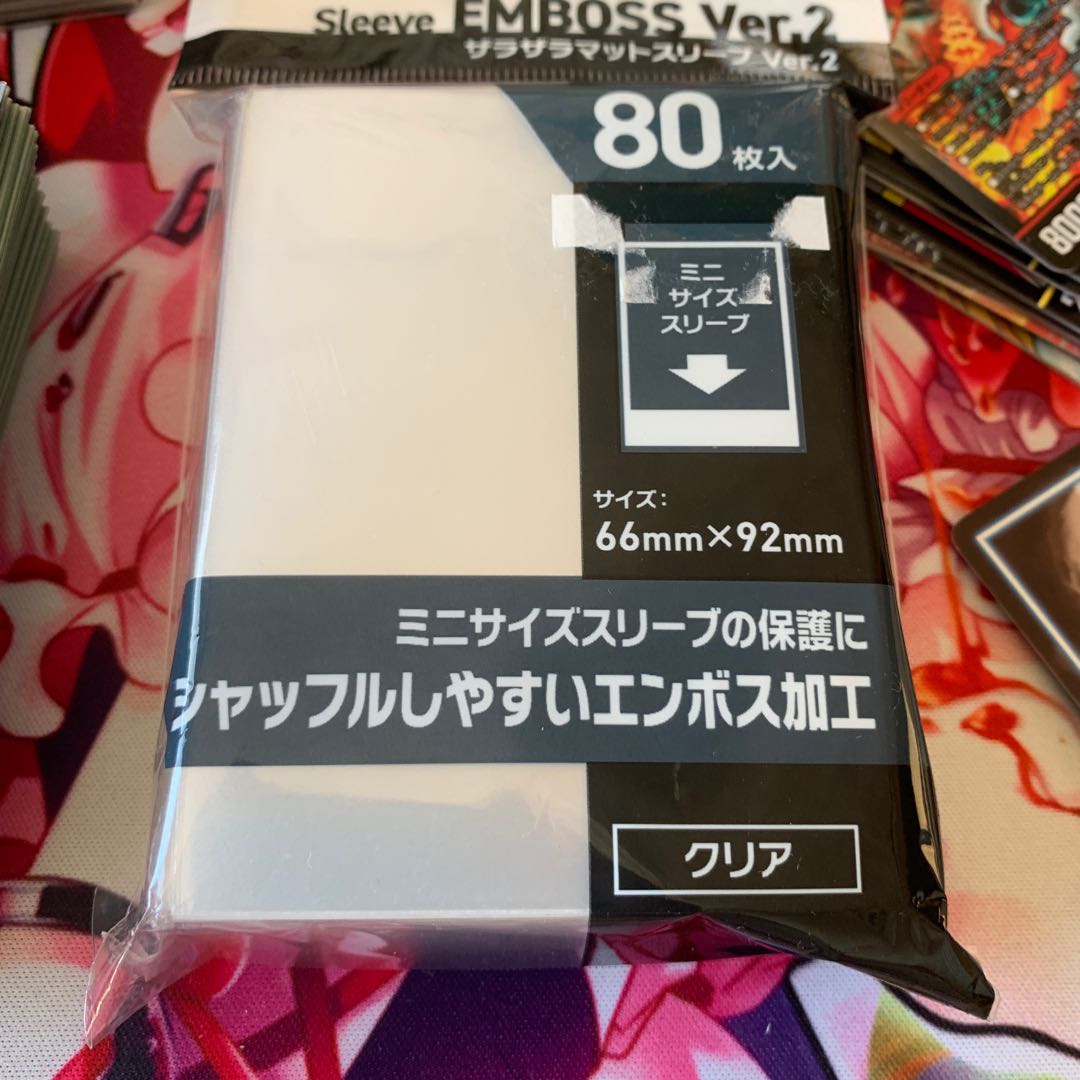 Sleeve EMBOSS Ver.2
ザラザラマットスリーブ Ver.2
80枚入
ミニ
サイズ
スリーブ
サイズ:
66mm×92mm
ミニサイズスリーブの保護に
シャッフルしやすいエンボス加工
クリア